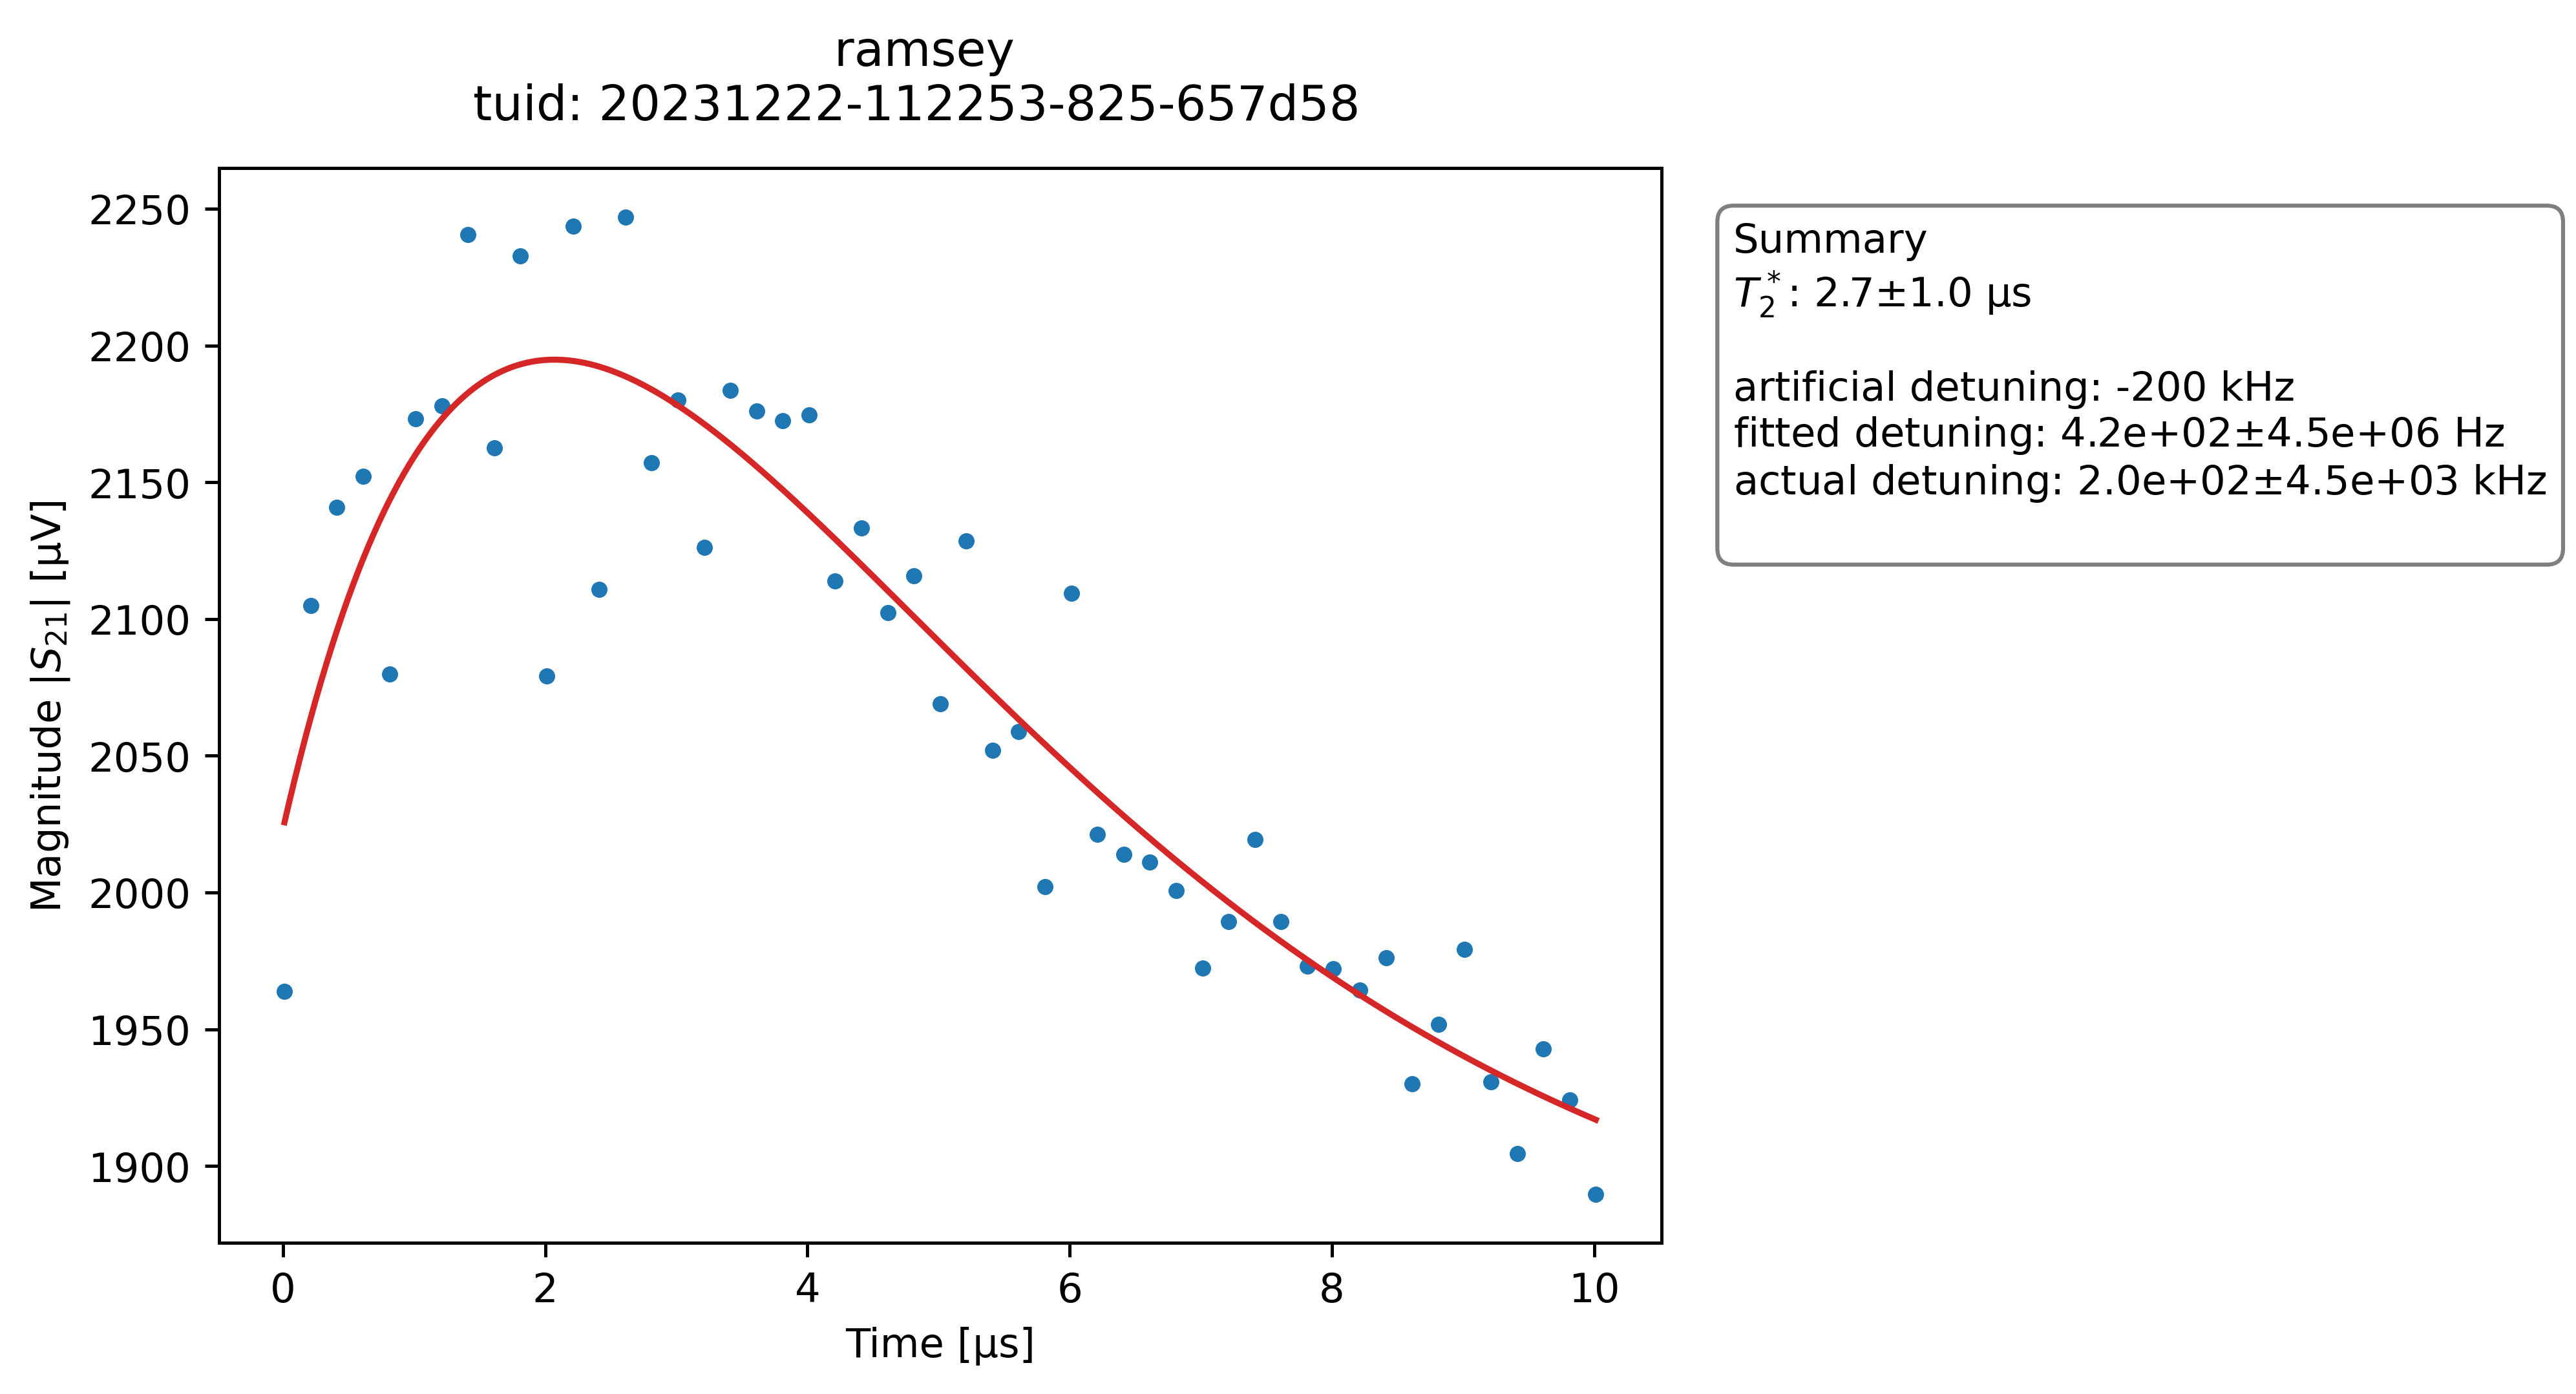 ramsey
tuid: 20231222-112253-825-657d58
Magnitude |S21| [µV]
2250
2200
2150
2100
2050
2000
1950
1900
0 2 4 6 8 10
Time [µs]
Summary
T2*: 2.7±1.0 µs
artificial detuning: -200 kHz
fitted detuning: 4.2e+02±4.5e+06 Hz
actual detuning: 2.0e+02±4.5e+03 kHz